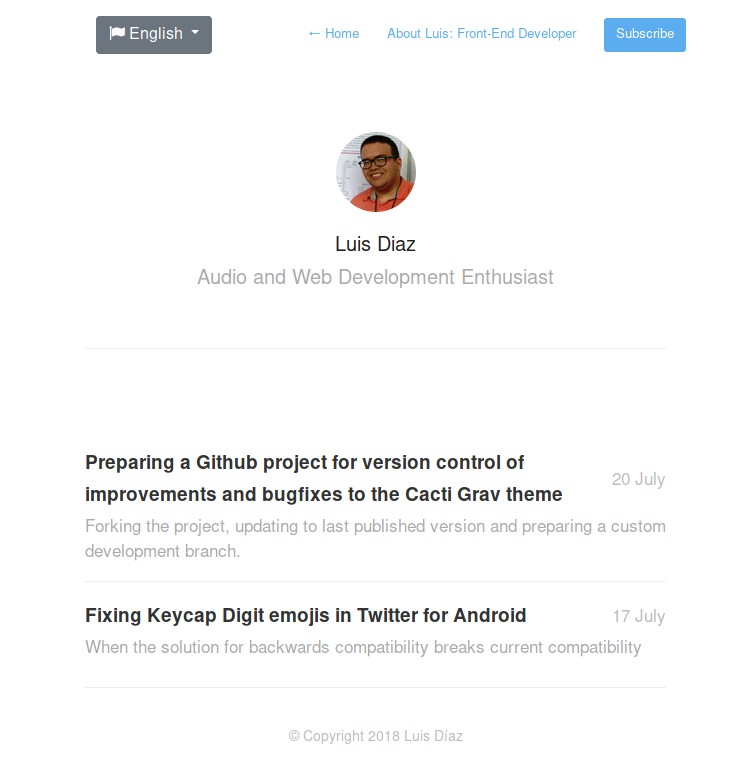 English
← Home
About Luis: Front-End Developer
Subscribe
Luis Diaz
Audio and Web Development Enthusiast
Preparing a Github project for version control of
improvements and bugfixes to the Cacti Grav theme
20 July
Forking the project, updating to last published version and preparing a custom
development branch.
Fixing Keycap Digit emojis in Twitter for Android
17 July
When the solution for backwards compatibility breaks current compatibility
© Copyright 2018 Luis Díaz